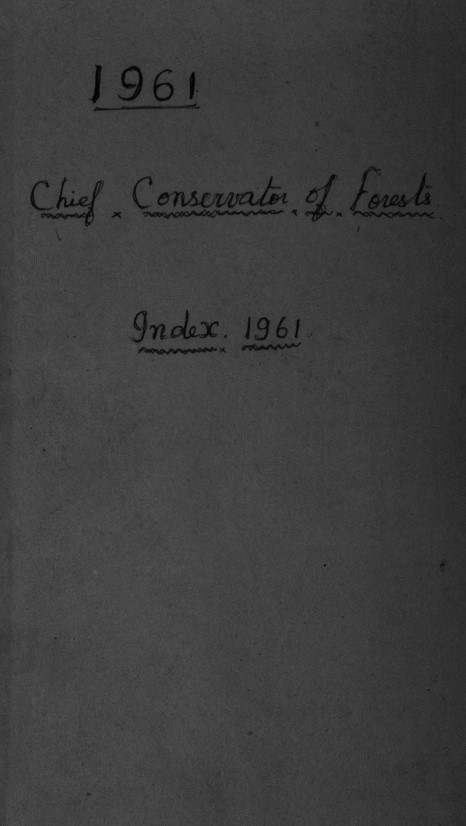 1961
Chief Conservator of Forests
Index. 1961